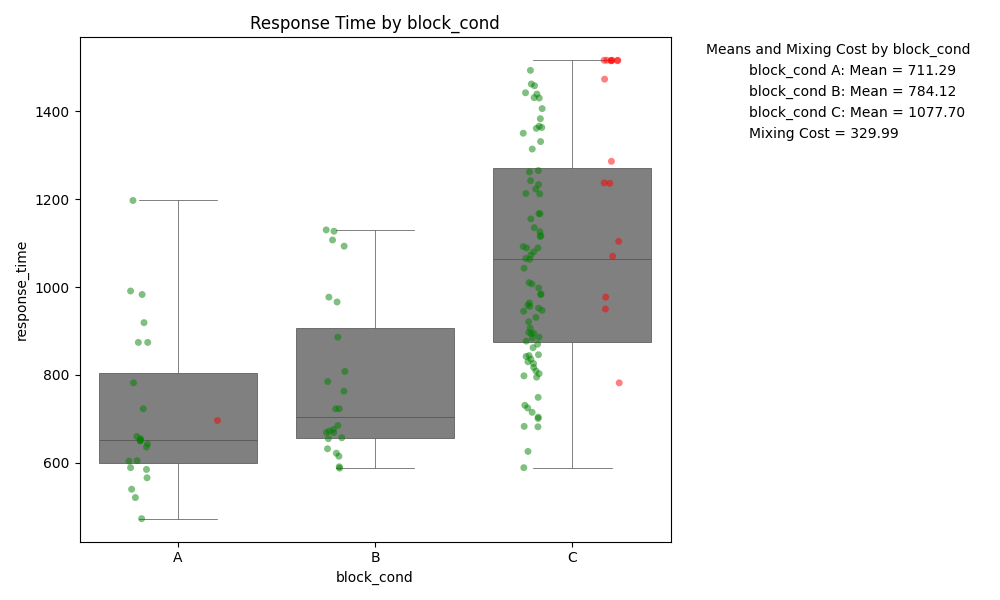 Response Time by block_cond
Means and Mixing Cost by block_cond
block_cond A: Mean = 711.29
block_cond B: Mean = 784.12
block_cond C: Mean = 1077.70
Mixing Cost = 329.99
response_time
1400
1200
1000
800
600
A B C
block_cond